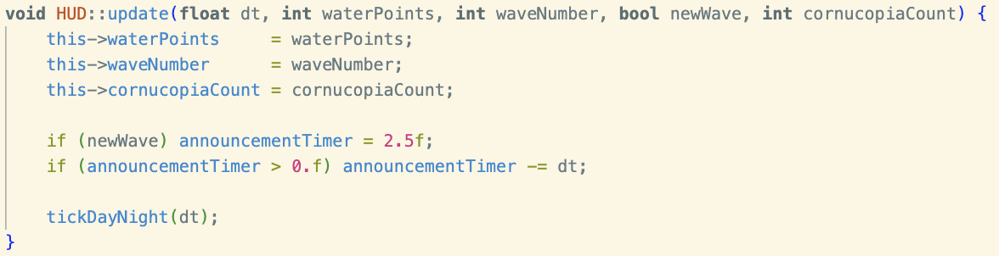 void HUD::update(float dt, int waterPoints, int waveNumber, bool newWave, int cornucopiaCount) {
    this->waterPoints     = waterPoints;
    this->waveNumber      = waveNumber;
    this->cornucopiaCount = cornucopiaCount;

    if (newWave) announcementTimer = 2.5f;
    if (announcementTimer > 0.f) announcementTimer -= dt;

    tickDayNight(dt);
}